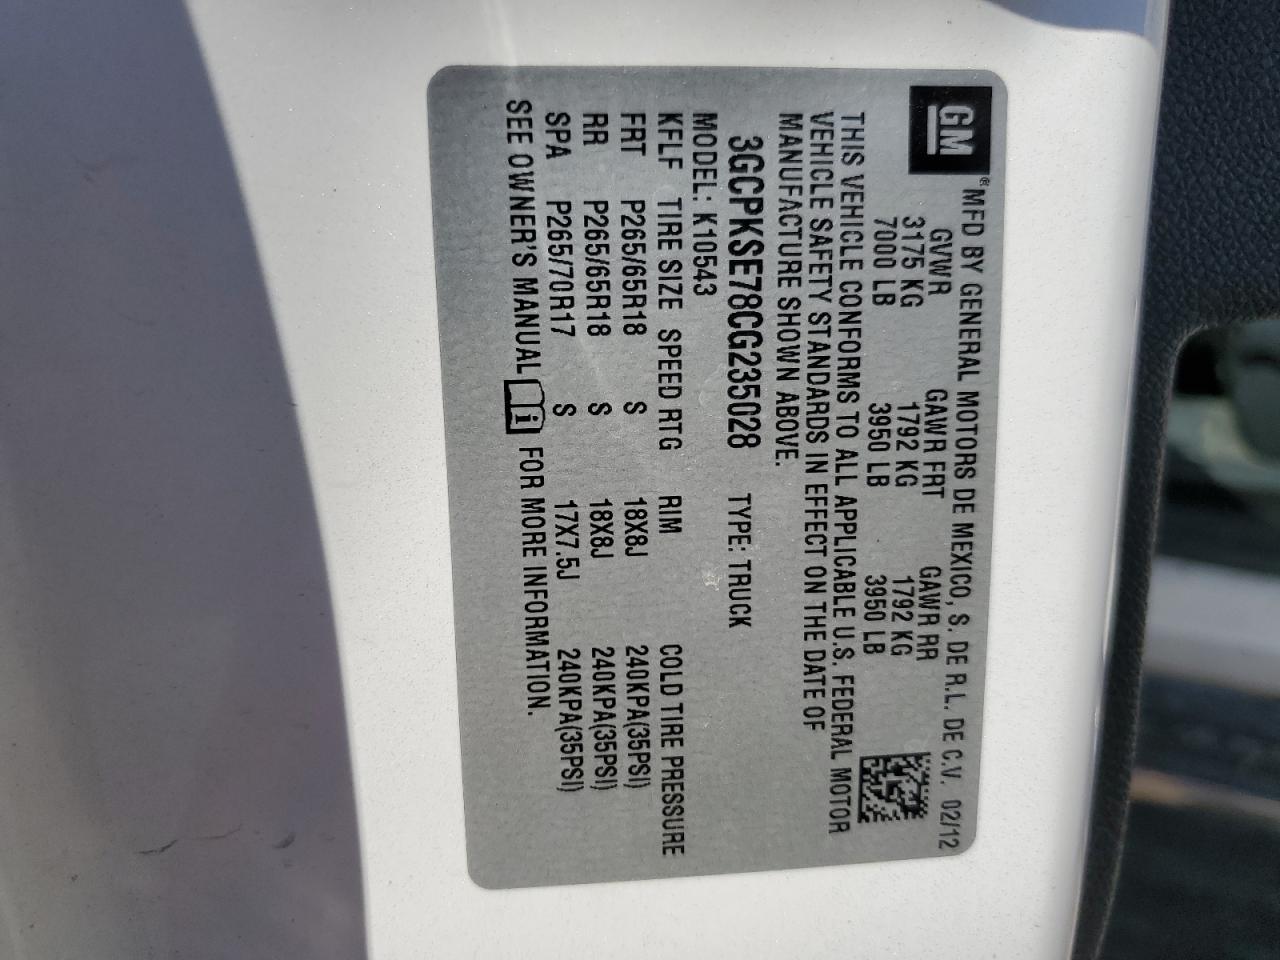 GM ® MFD BY GENERAL MOTORS DE MEXICO, S. DE R.L. DE C.V. 02/12
GVWR GAWR FRT GAWR RR
3175 KG 1792 KG 1792 KG
7000 LB 3950 LB 3950 LB
THIS VEHICLE CONFORMS TO ALL APPLICABLE U.S. FEDERAL MOTOR
VEHICLE SAFETY STANDARDS IN EFFECT ON THE DATE OF
MANUFACTURE SHOWN ABOVE.
3GCPKSE78CG235028 TYPE: TRUCK
MODEL: K10543
KFLF TIRE SIZE SPEED RTG RIM COLD TIRE PRESSURE
FRT P265/65R18 S 18X8J 240KPA(35PSI)
RR P265/65R18 S 18X8J 240KPA(35PSI)
SPA P265/70R17 S 17X7.5J 240KPA(35PSI)
SEE OWNER'S MANUAL i FOR MORE INFORMATION.